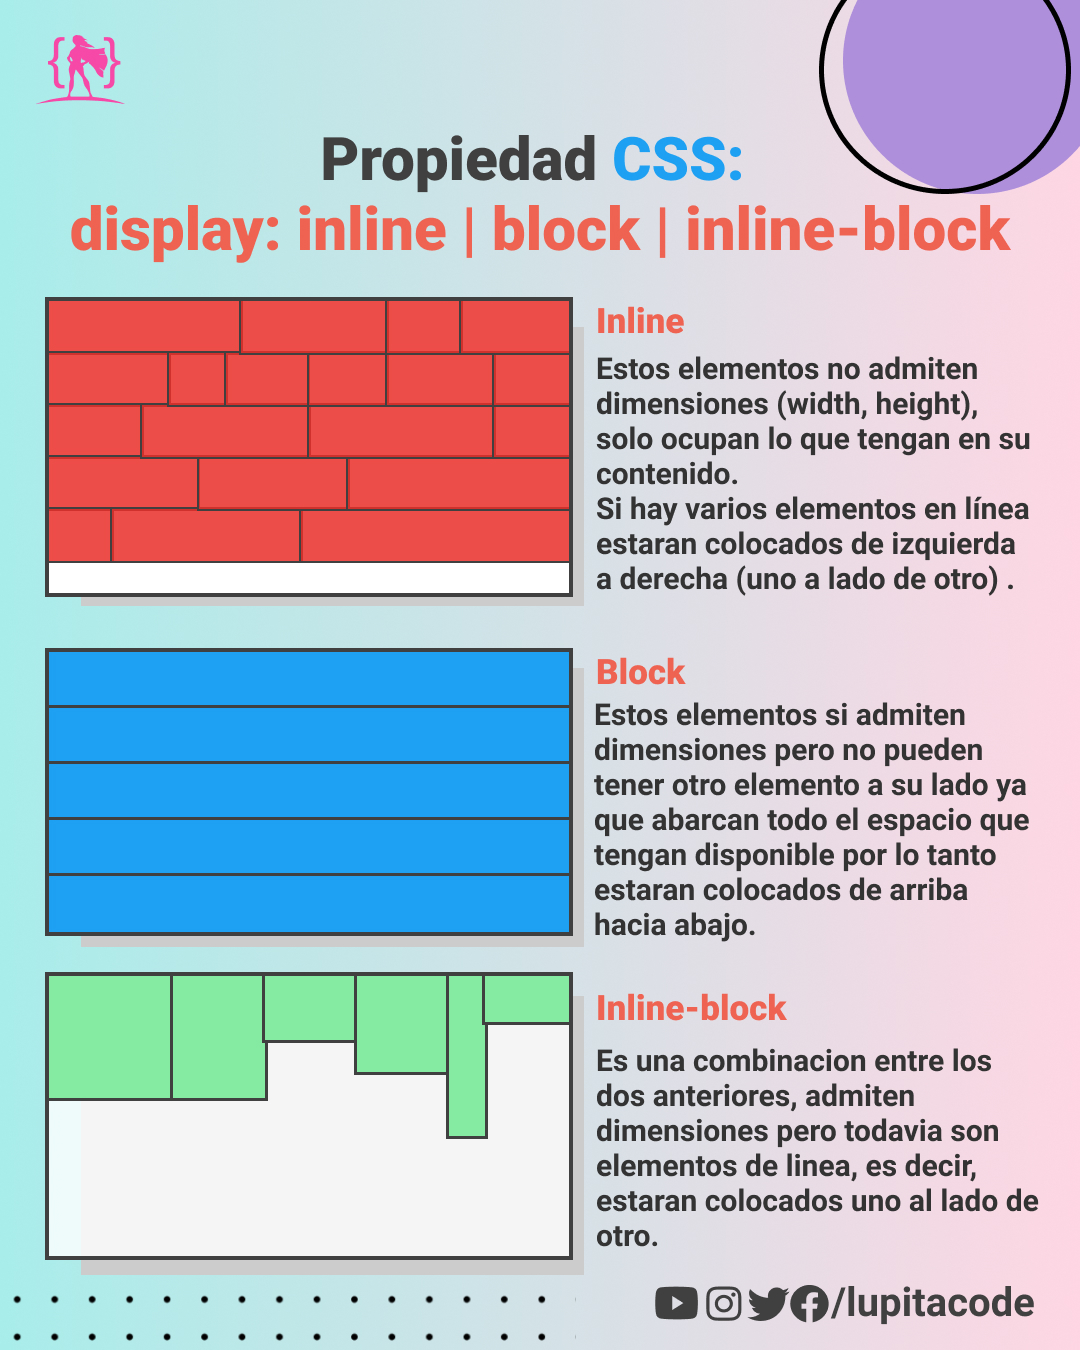 Propiedad CSS:
display: inline | block | inline-block
Inline
Estos elementos no admiten
dimensiones (width, height),
solo ocupan lo que tengan en su
contenido.
Si hay varios elementos en línea
estaran colocados de izquierda
a derecha (uno a lado de otro) .
Block
Estos elementos si admiten
dimensiones pero no pueden
tener otro elemento a su lado ya
que abarcan todo el espacio que
tengan disponible por lo tanto
estaran colocados de arriba
hacia abajo.
Inline-block
Es una combinacion entre los
dos anteriores, admiten
dimensiones pero todavia son
elementos de linea, es decir,
estaran colocados uno al lado de
otro.
/lupitacode